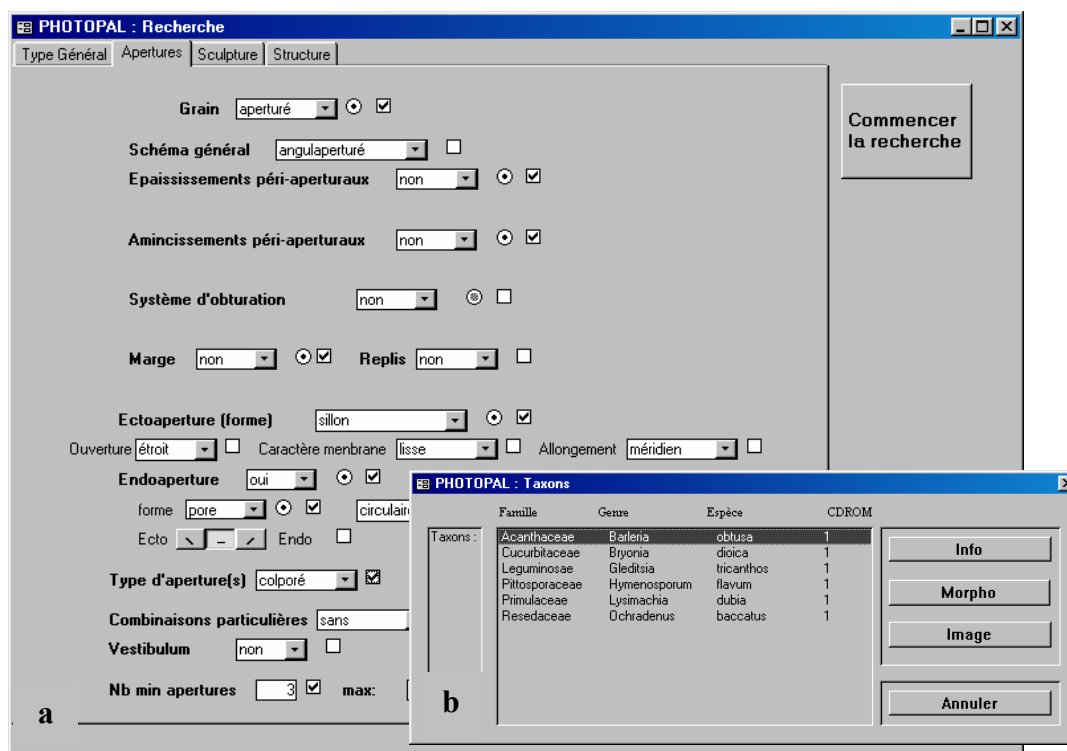 PHOTOPAL : Recherche
Type Général Apertures Sculpture Structure
Grain aperturé
Commencer
la recherche
Schéma général angulaperturé
Epaississements péri-aperturaux non
Amincissements péri-aperturaux non
Système d'obturation non
Marge non Replis non
Ectoaperture (forme) sillon
Ouverture étroit Caractère menbrane lisse Allongement méridien
Endoaperture oui
forme pore circulaire
Ecto Endo
Type d'aperture(s) colporé
Combinaisons particulières sans
Vestibulum non
Nb min apertures 3 max:
a
PHOTOPAL : Taxons
Famille Genre Espèce CDROM
Taxons : Acanthaceae Barleria obtusa 1
Cucurbitaceae Bryonia dioica 1
Leguminosae Gleditsia tricanthos 1
Pittosporaceae Hymenosporum flavum 1
Primulaceae Lysimachia dubia 1
Resedaceae Ochradenus baccatus 1
Info
Morpho
Image
Annuler
b